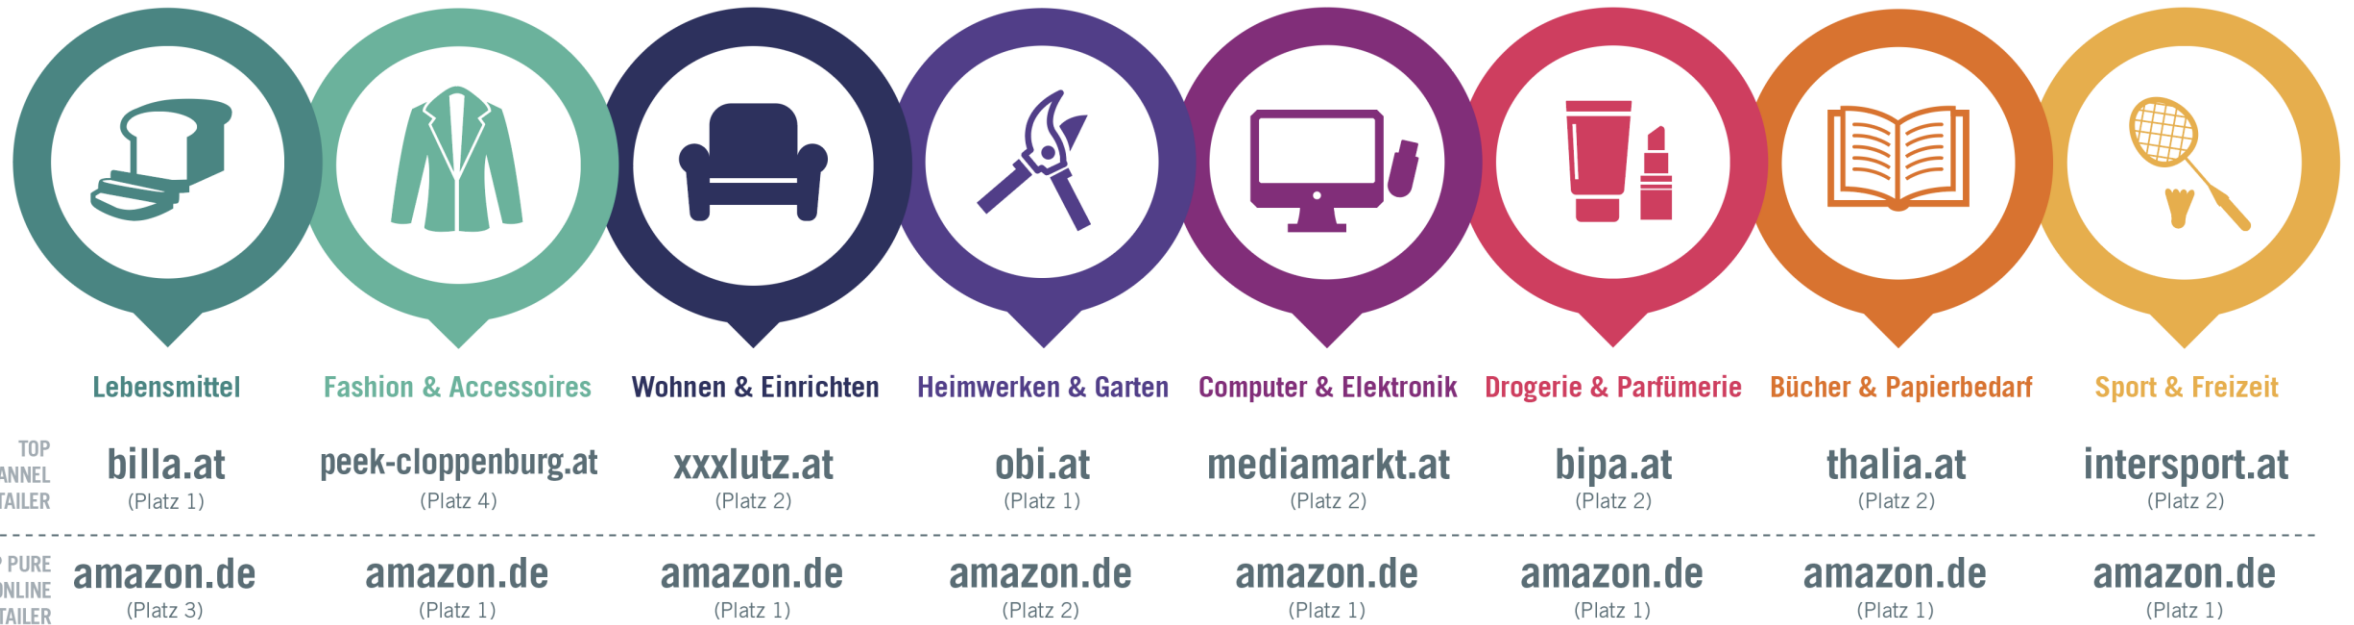 Lebensmittel Fashion & Accessoires Wohnen & Einrichten Heimwerken & Garten Computer & Elektronik Drogerie & Parfümerie Bücher & Papierbedarf Sport & Freizeit
TOP
ANNEL
TAILER
billa.at peek-cloppenburg.at xxxlutz.at obi.at mediamarkt.at bipa.at thalia.at intersport.at
(Platz 1) (Platz 4) (Platz 2) (Platz 1) (Platz 2) (Platz 2) (Platz 2) (Platz 2)
P PURE
ONLINE
TAILER
amazon.de amazon.de amazon.de amazon.de amazon.de amazon.de amazon.de amazon.de
(Platz 3) (Platz 1) (Platz 1) (Platz 2) (Platz 1) (Platz 1) (Platz 1) (Platz 1)